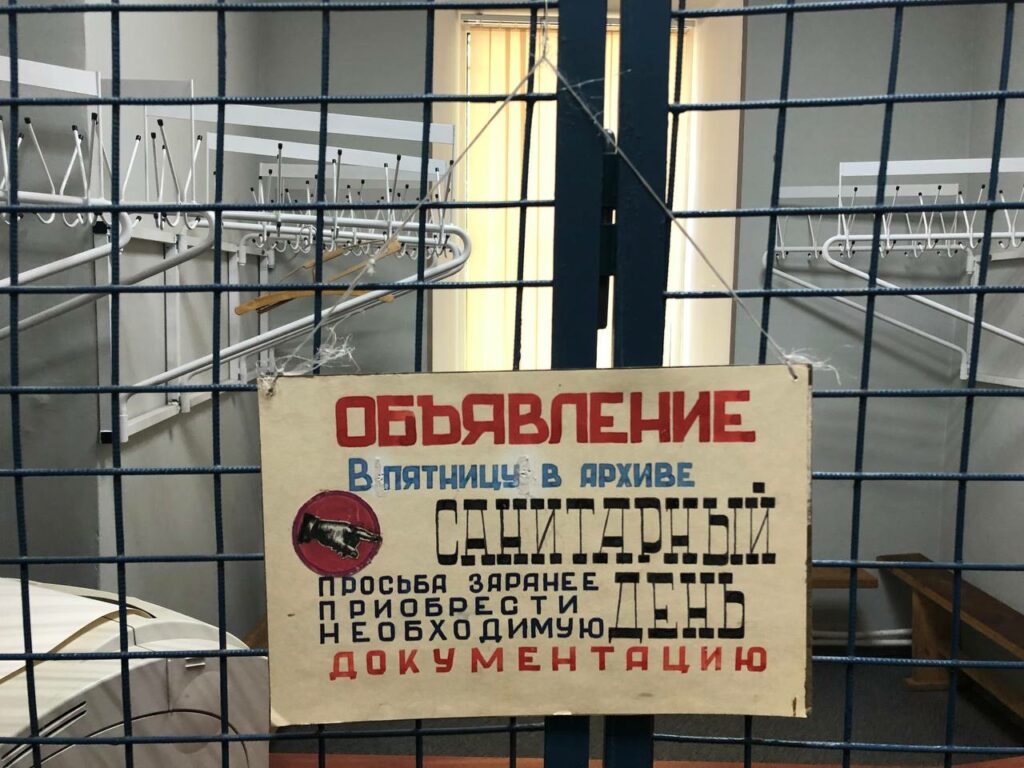 ОБЪЯВЛЕНИЕ
В ПЯТНИЦУ В АРХИВЕ
САНИТАРНЫЙ
ДЕНЬ
ПРОСЬБА ЗАРАНЕЕ
ПРИОБРЕСТИ
НЕОБХОДИМУЮ
ДОКУМЕНТАЦИЮ